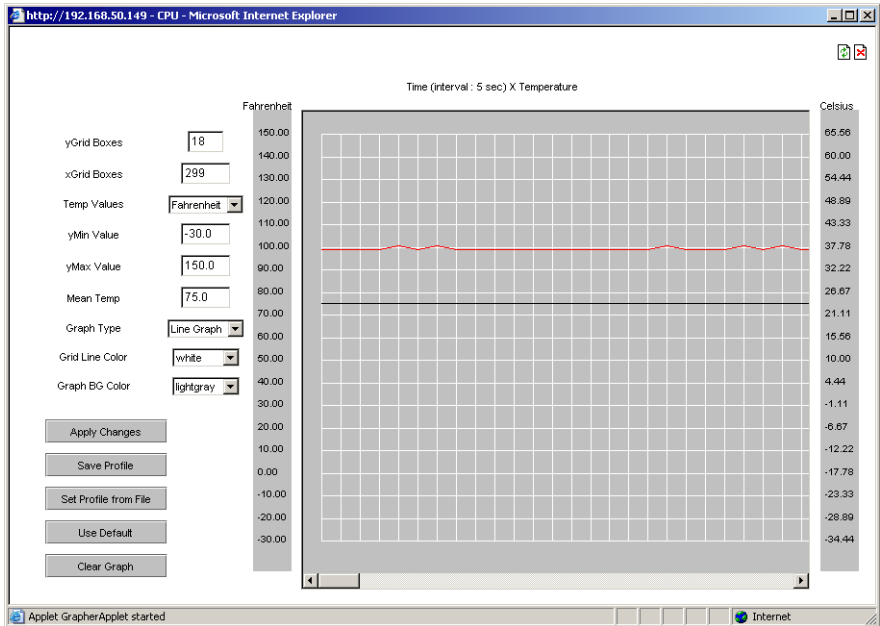 http://192.168.50.149 - CPU - Microsoft Internet Explorer
Time (interval : 5 sec) X Temperature
Fahrenheit
Celsius
yGrid Boxes 18
xGrid Boxes 299
Temp Values Fahrenheit
yMin Value -30.0
yMax Value 150.0
Mean Temp 75.0
Graph Type Line Graph
Grid Line Color white
Graph BG Color lightgray
Apply Changes
Save Profile
Set Profile from File
Use Default
Clear Graph
150.00
140.00
130.00
120.00
110.00
100.00
90.00
80.00
70.00
60.00
50.00
40.00
30.00
20.00
10.00
0.00
-10.00
-20.00
-30.00
65.56
60.00
54.44
48.89
43.33
37.78
32.22
26.67
21.11
15.56
10.00
4.44
-1.11
-6.67
-12.22
-17.78
-23.33
-28.89
-34.44
Applet GrapherApplet started
Internet